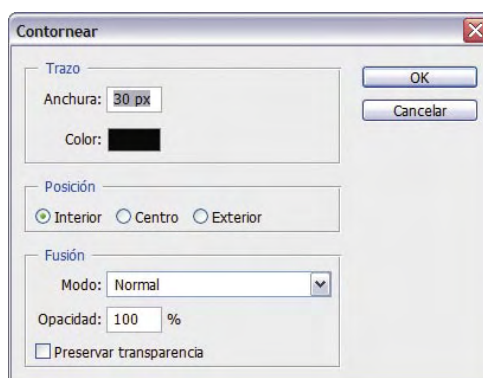 Contornear
Trazo
Anchura: 30 px
Color:
OK
Cancelar
Posición
Interior Centro Exterior
Fusión
Modo: Normal
Opacidad: 100 %
Preservar transparencia